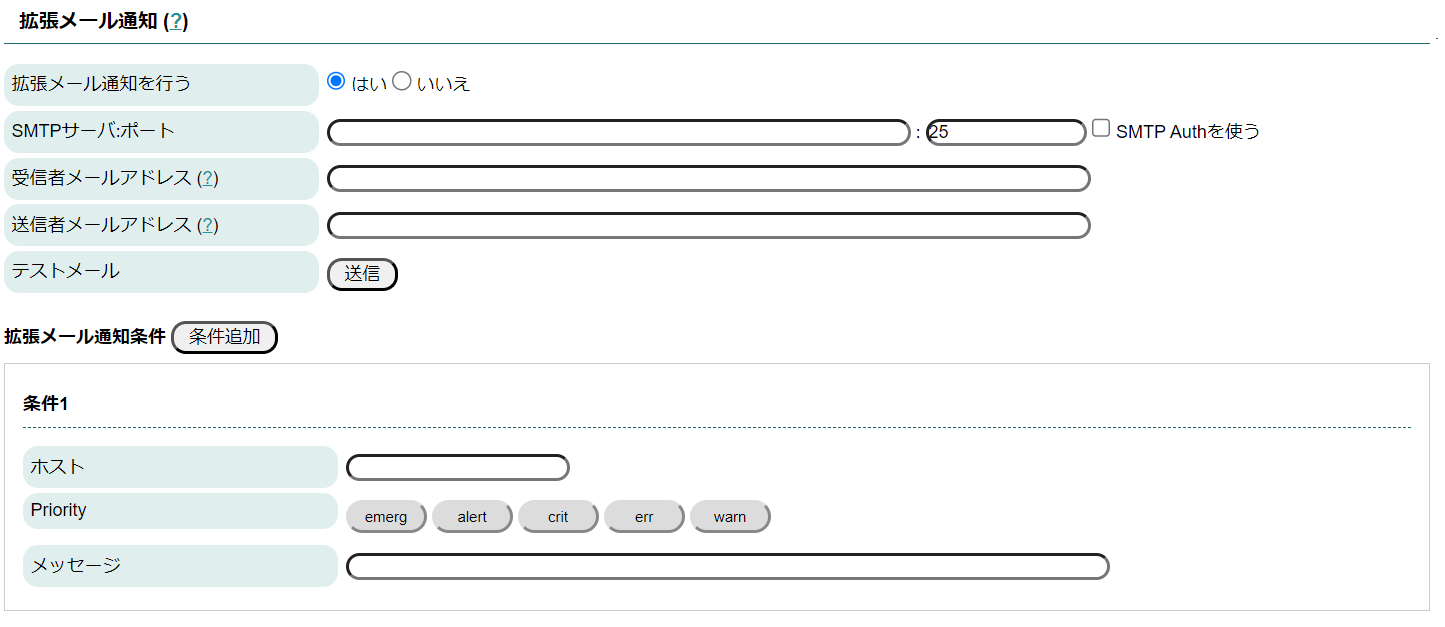 拡張メール通知 (?)
拡張メール通知を行う はい いいえ
SMTPサーバ:ポート : 25 SMTP Authを使う
受信者メールアドレス (?)
送信者メールアドレス (?)
テストメール 送信
拡張メール通知条件 条件追加
条件1
ホスト
Priority emerg alert crit err warn
メッセージ